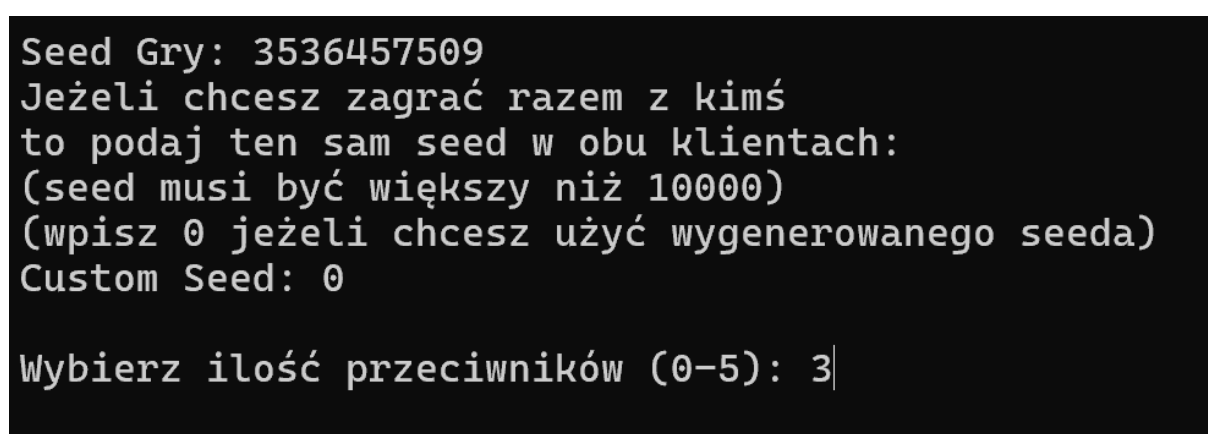 Seed Gry: 3536457509
Jeżeli chcesz zagrać razem z kimś
to podaj ten sam seed w obu klientach:
(seed musi być większy niż 10000)
(wpisz 0 jeżeli chcesz użyć wygenerowanego seeda)
Custom Seed: 0
Wybierz ilość przeciwników (0-5): 3